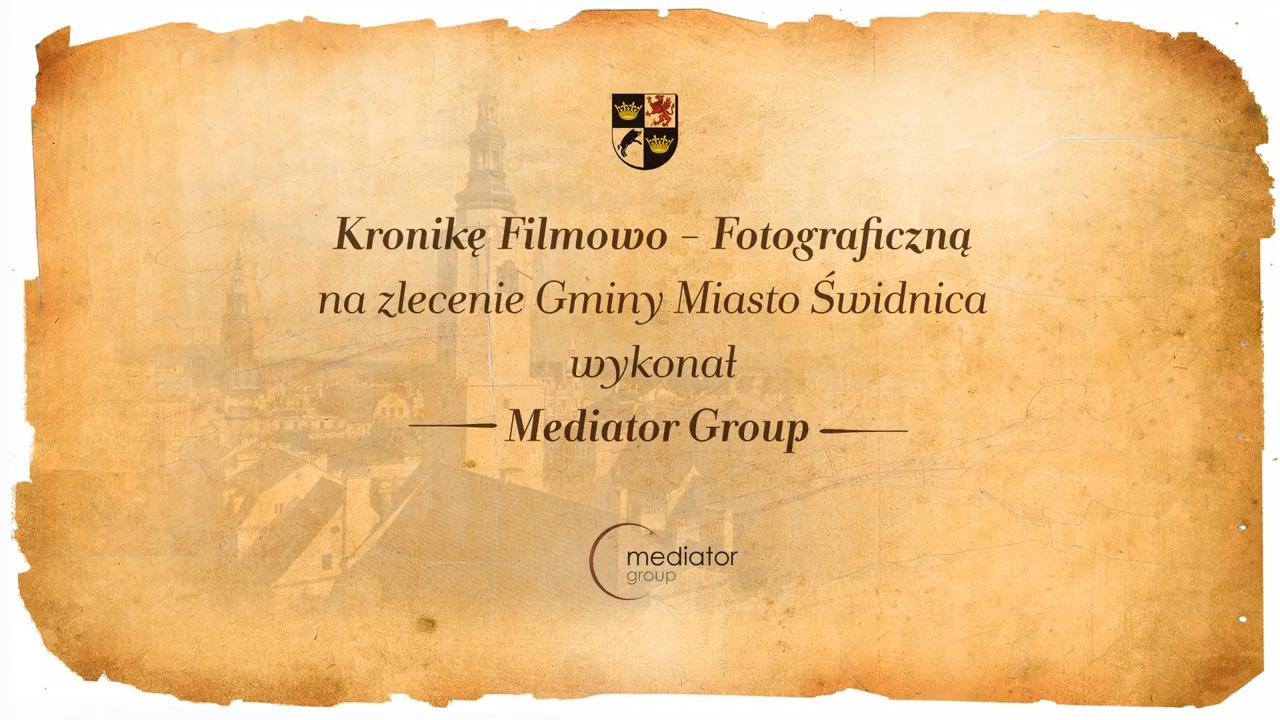 Kronikę Filmowo – Fotograficzną
na zlecenie Gminy Miasto Świdnica
wykonał
Mediator Group
mediator
group